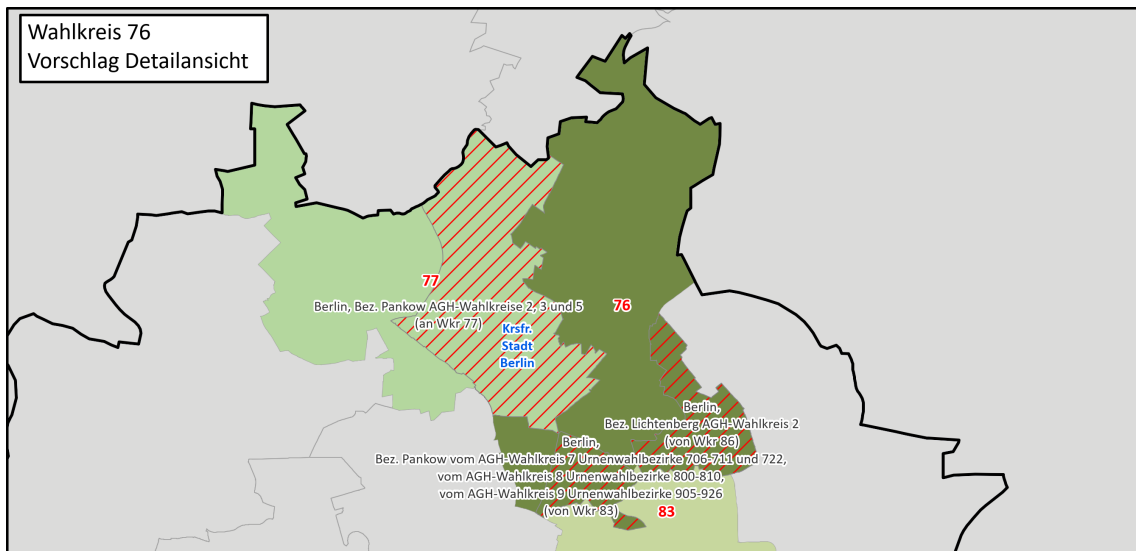 Wahlkreis 76
Vorschlag Detailansicht
77
Berlin, Bez. Pankow AGH-Wahlkreise 2, 3 und 5
(an Wkr 77)
76
Krsfr.
Stadt
Berlin
Berlin,
Bez. Lichtenberg AGH-Wahlkreis 2
(von Wkr 86)
Berlin,
Bez. Pankow vom AGH-Wahlkreis 7 Urnenwahlbezirke 706-711 und 722,
vom AGH-Wahlkreis 8 Urnenwahlbezirke 800-810,
vom AGH-Wahlkreis 9 Urnenwahlbezirke 905-926
(von Wkr 83)
83